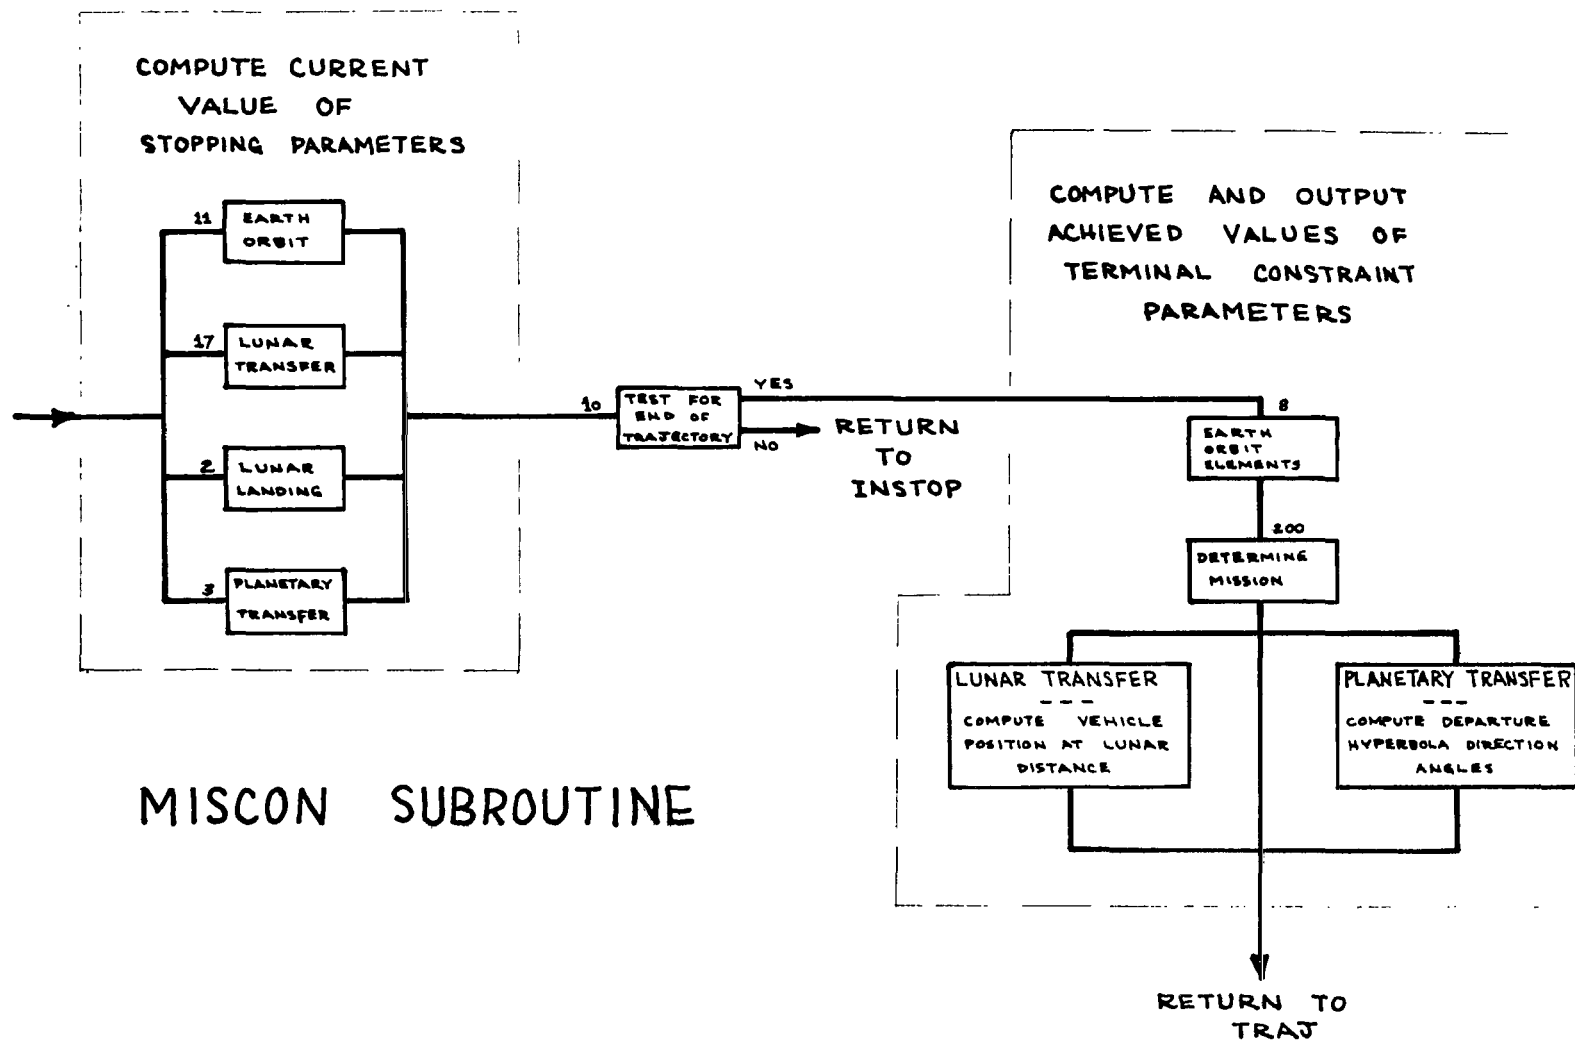 COMPUTE CURRENT
VALUE OF
STOPPING PARAMETERS
11
EARTH
ORBIT
17
LUNAR
TRANSFER
2
LUNAR
LANDING
3
PLANETARY
TRANSFER
10
TEST FOR
END OF
TRAJECTORY
YES
NO
RETURN
TO
INSTOP
COMPUTE AND OUTPUT
ACHIEVED VALUES OF
TERMINAL CONSTRAINT
PARAMETERS
8
EARTH
ORBIT
ELEMENTS
200
DETERMINE
MISSION
LUNAR TRANSFER
---
COMPUTE VEHICLE
POSITION AT LUNAR
DISTANCE
PLANETARY TRANSFER
---
COMPUTE DEPARTURE
HYPERBOLA DIRECTION
ANGLES
MISCON SUBROUTINE
RETURN TO
TRAJ